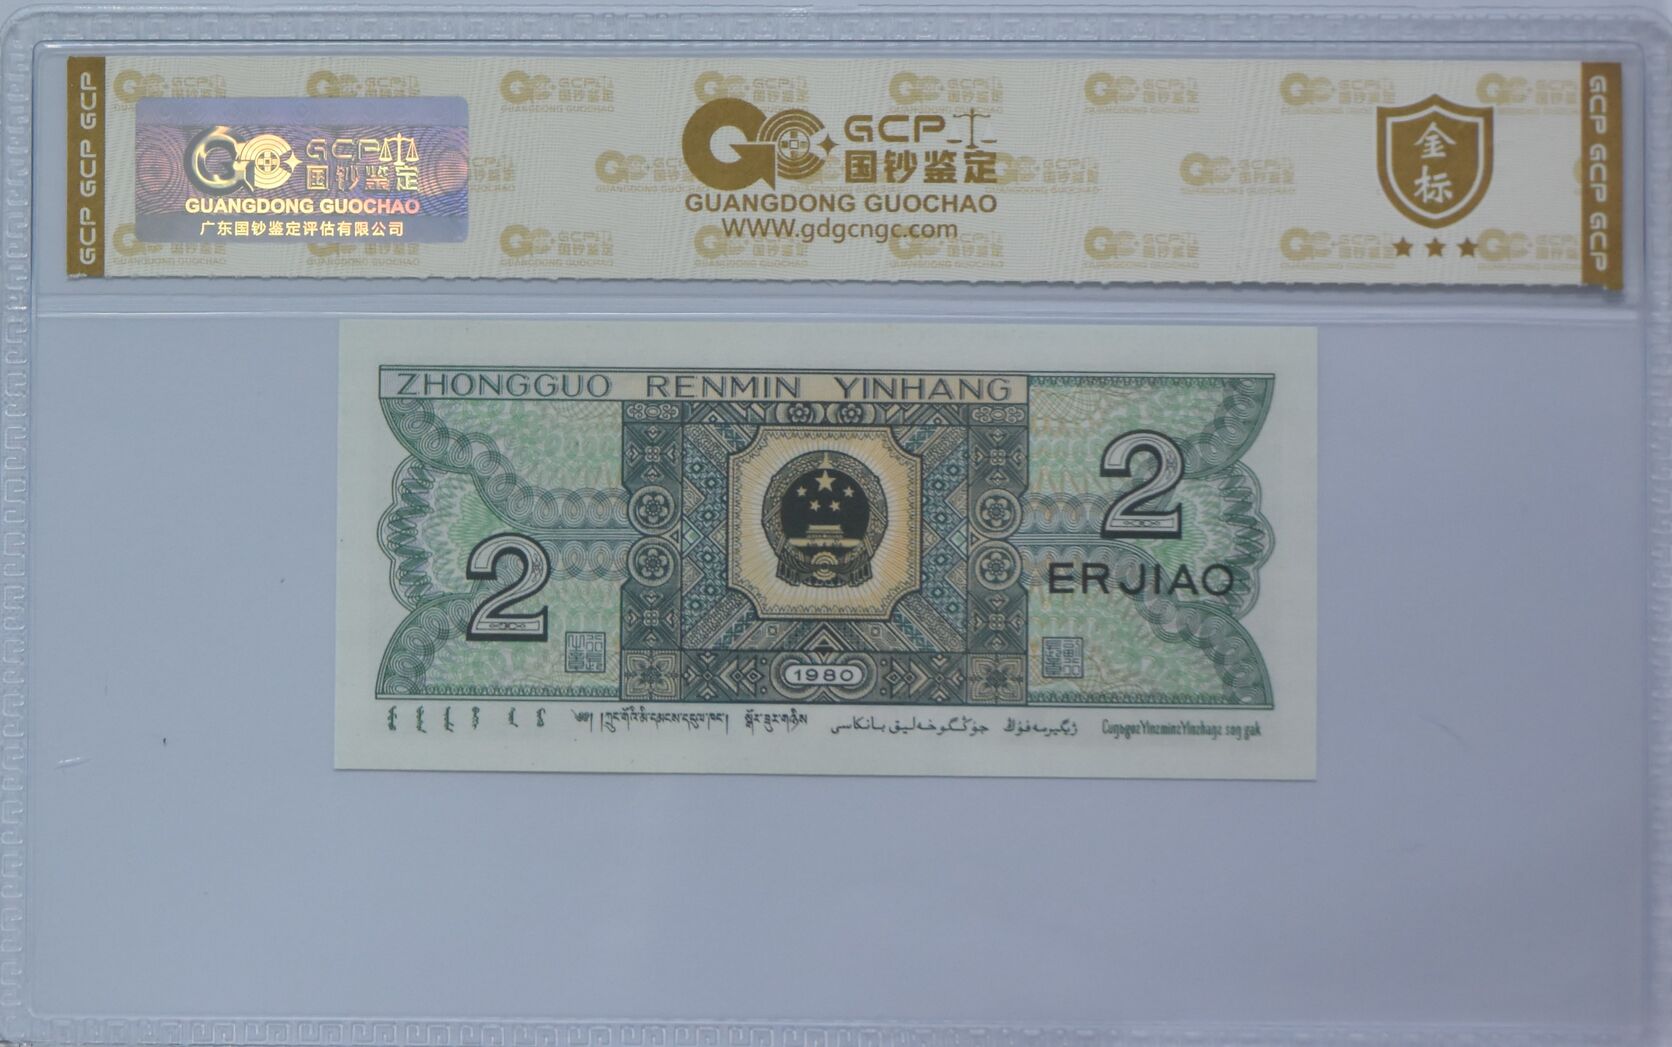 GCP GCP GCP
GCP
国钞鉴定
GUANGDONG GUOCHAO
广东国钞鉴定评估有限公司
GCP
国钞鉴定
GUANGDONG GUOCHAO
WWW.gdgcngc.com
金标
GCP GCP GCP
ZHONGGUO RENMIN YINHANG
2
2
ERJIAO
1980